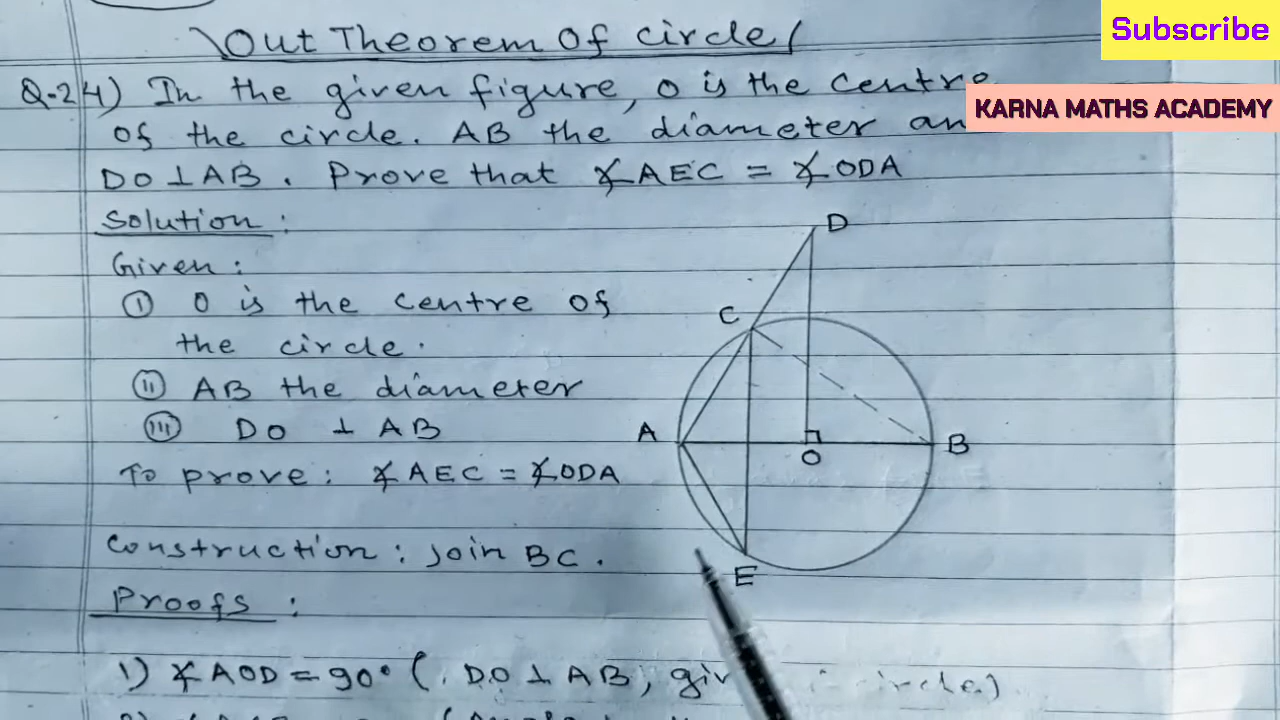 Subscribe
Out Theorem Of circle
Q.24) In the given figure, O is the centre
KARNA MATHS ACADEMY
of the circle. AB the diameter an
DO ⊥ AB. Prove that ∡AEC = ∡ODA
Solution:
Given:
(i) O is the centre of
the circle.
(ii) AB the diameter
(iii) DO ⊥ AB
To prove: ∡AEC = ∡ODA
Construction: Join BC.
Proofs:
1) ∡AOD = 90° (. DO ⊥ AB, giv
D
C
A
O
B
E